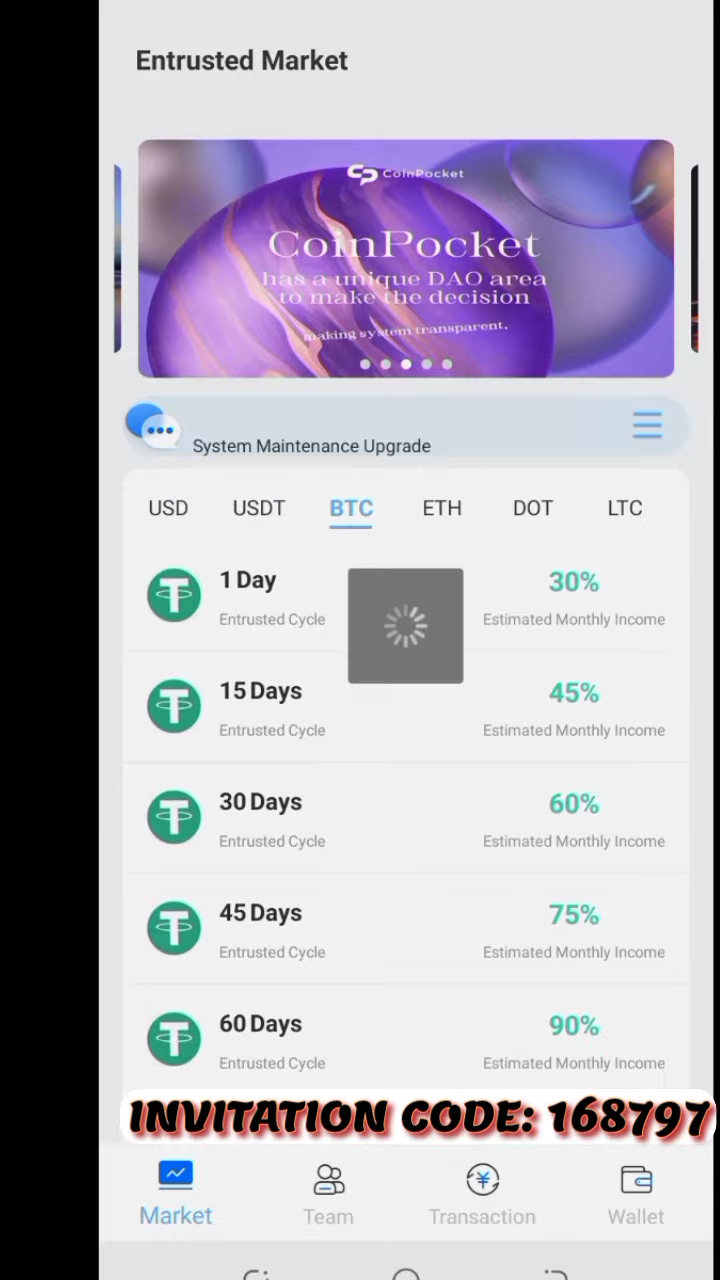 Entrusted Market
CoinPocket
CoinPocket
has a unique DAO area
to make the decision
making system transparent.
System Maintenance Upgrade
USD USDT BTC ETH DOT LTC
1 Day 30%
Entrusted Cycle Estimated Monthly Income
15 Days 45%
Entrusted Cycle Estimated Monthly Income
30 Days 60%
Entrusted Cycle Estimated Monthly Income
45 Days 75%
Entrusted Cycle Estimated Monthly Income
60 Days 90%
Entrusted Cycle Estimated Monthly Income
INVITATION CODE: 168797
Market Team Transaction Wallet